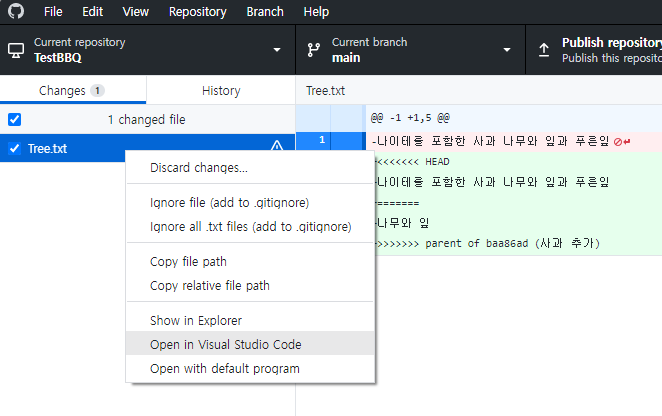 File Edit View Repository Branch Help
Current repository
TestBBQ
Current branch
main
Publish repository
Publish this reposito
Changes 1
History
Tree.txt
1 changed file
@@ -1 +1,5 @@
Tree.txt
1
-나이테를 포함한 사과 나무와 잎과 푸른잎
<<<<<<< HEAD
나이테를 포함한 사과 나무와 잎과 푸른잎
=======
나무와 잎
>>>>>>> parent of baa86ad (사과 추가)
Discard changes...
Ignore file (add to .gitignore)
Ignore all .txt files (add to .gitignore)
Copy file path
Copy relative file path
Show in Explorer
Open in Visual Studio Code
Open with default program